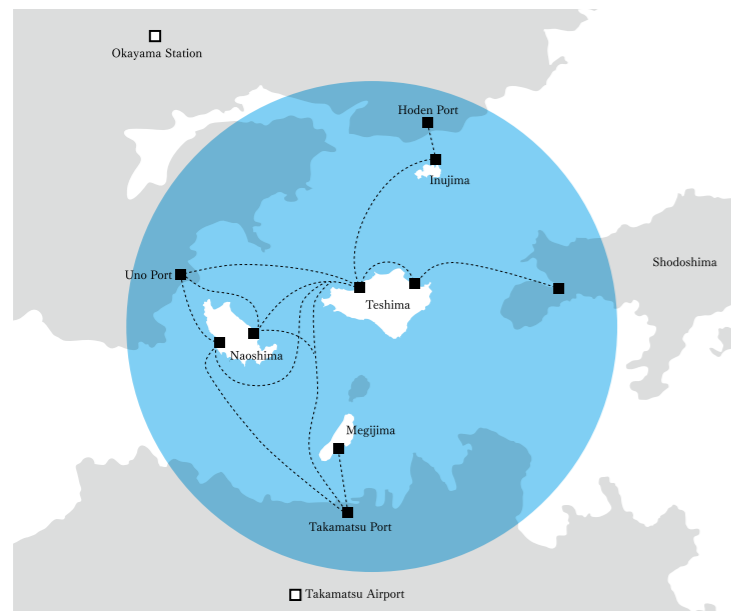 Okayama Station
Hoden Port
Inujima
Shodoshima
Uno Port
Teshima
Naoshima
Megijima
Takamatsu Port
Takamatsu Airport